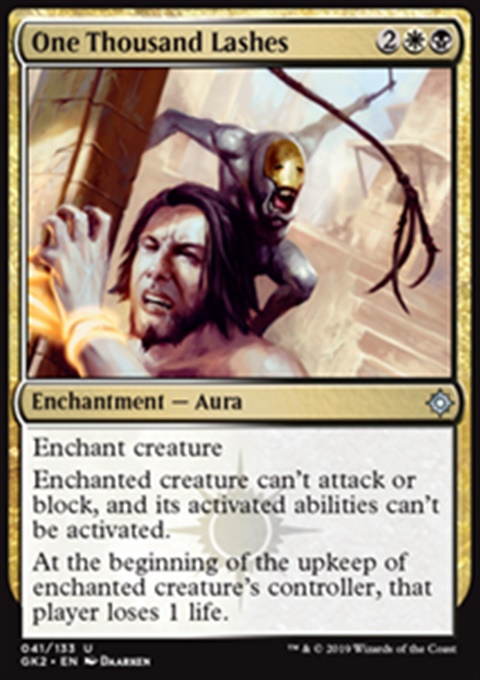 One Thousand Lashes 2
Enchantment — Aura
Enchant creature
Enchanted creature can't attack or
block, and its activated abilities can't
be activated.
At the beginning of the upkeep of
enchanted creature's controller, that
player loses 1 life.
041/133 U
GK2 • EN Daarken
™ & © 2019 Wizards of the Coast